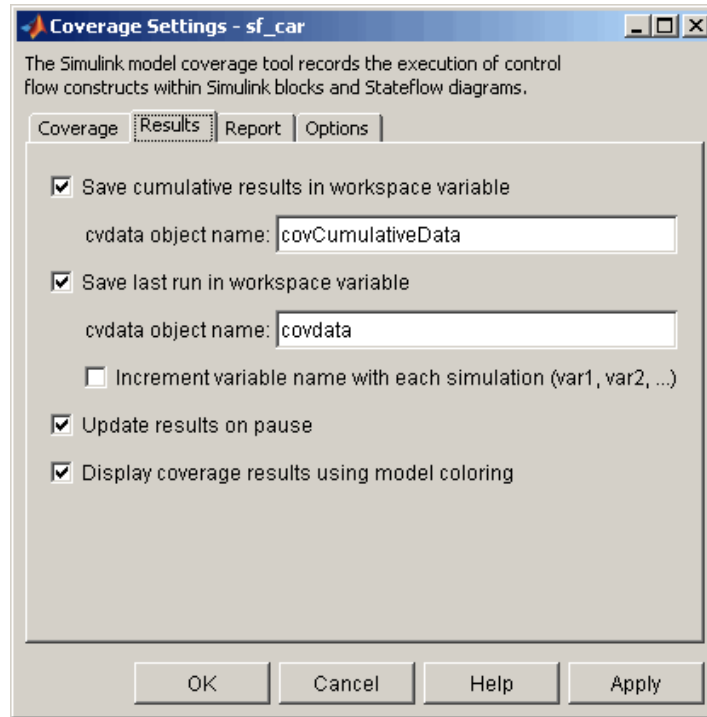 Coverage Settings - sf_car
The Simulink model coverage tool records the execution of control
flow constructs within Simulink blocks and Stateflow diagrams.
Coverage Results Report Options
Save cumulative results in workspace variable
cvdata object name: covCumulativeData
Save last run in workspace variable
cvdata object name: covdata
Increment variable name with each simulation (var1, var2, ...)
Update results on pause
Display coverage results using model coloring
OK Cancel Help Apply